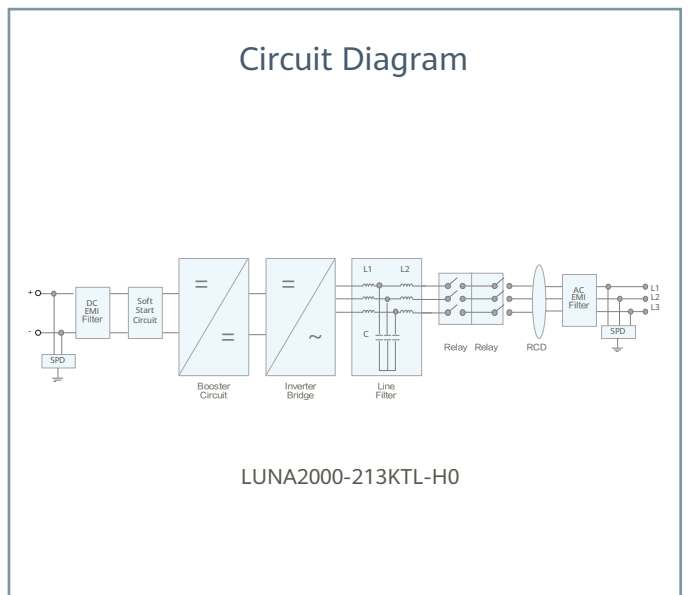 Circuit Diagram
+
-
SPD
DC
EMI
Filter
Soft
Start
Circuit
=
=
Booster
Circuit
=
~
Inverter
Bridge
L1
L2
C
Line
Filter
Relay
Relay
RCD
AC
EMI
Filter
L1
L2
L3
SPD
LUNA2000-213KTL-H0